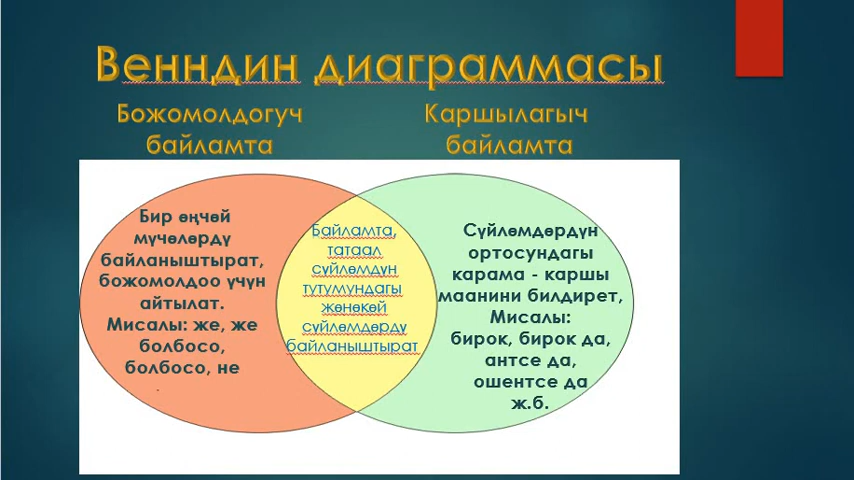 Венндин диаграммасы
Божомолдогуч
байламта
Каршылагыч
байламта
Бир өңчөй
мүчөлөрдү
байланыштырат,
божомолдоо үчүн
айтылат.
Мисалы: же, же
болбосо,
болбосо, не
.
Байламта,
татаал
сүйлөмдүн
тутумундагы
жөнөкөй
сүйлөмдөрдү
байланыштырат
Сүйлөмдөрдүн
ортосундагы
карама - каршы
маанини билдирет,
Мисалы:
бирок, бирок да,
антсе да,
ошентсе да
ж.б.